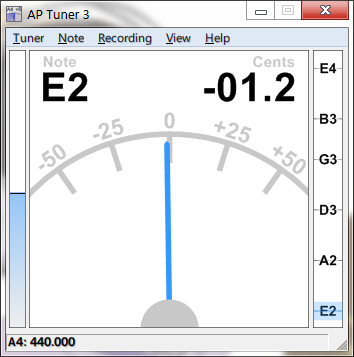 AP Tuner 3
Tuner Note Recording View Help
Note Cents
E2 -01.2
-50 -25 0 +25 +50
E4
B3
G3
D3
A2
E2
A4: 440.000